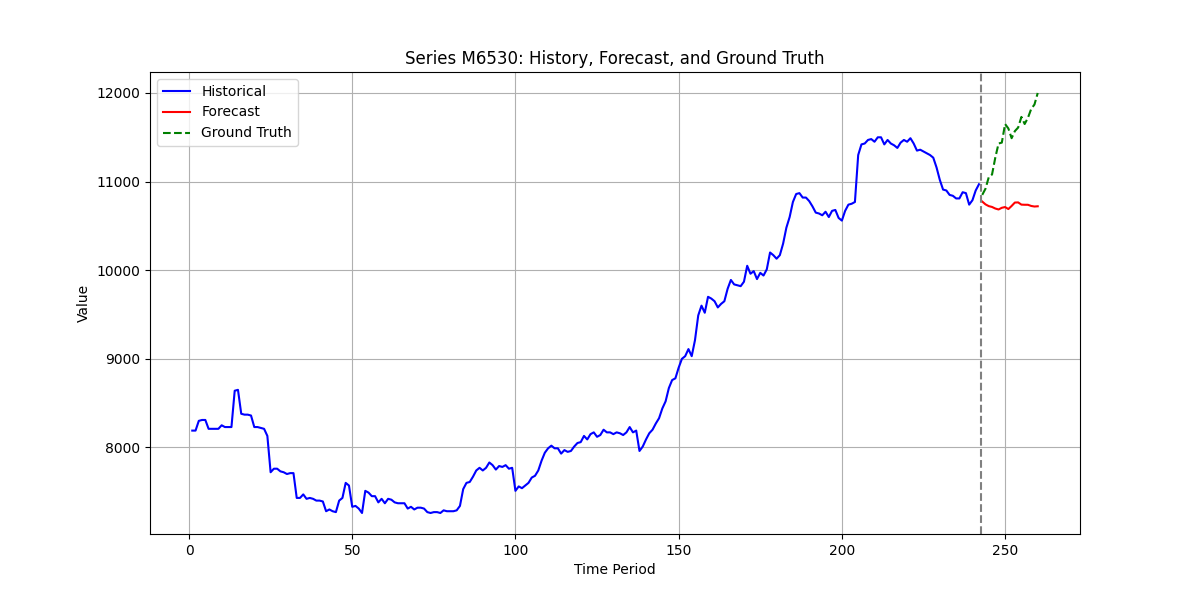 Series M6530: History, Forecast, and Ground Truth
Historical
Forecast
Ground Truth
12000
11000
10000
9000
8000
Value
0 50 100 150 200 250
Time Period